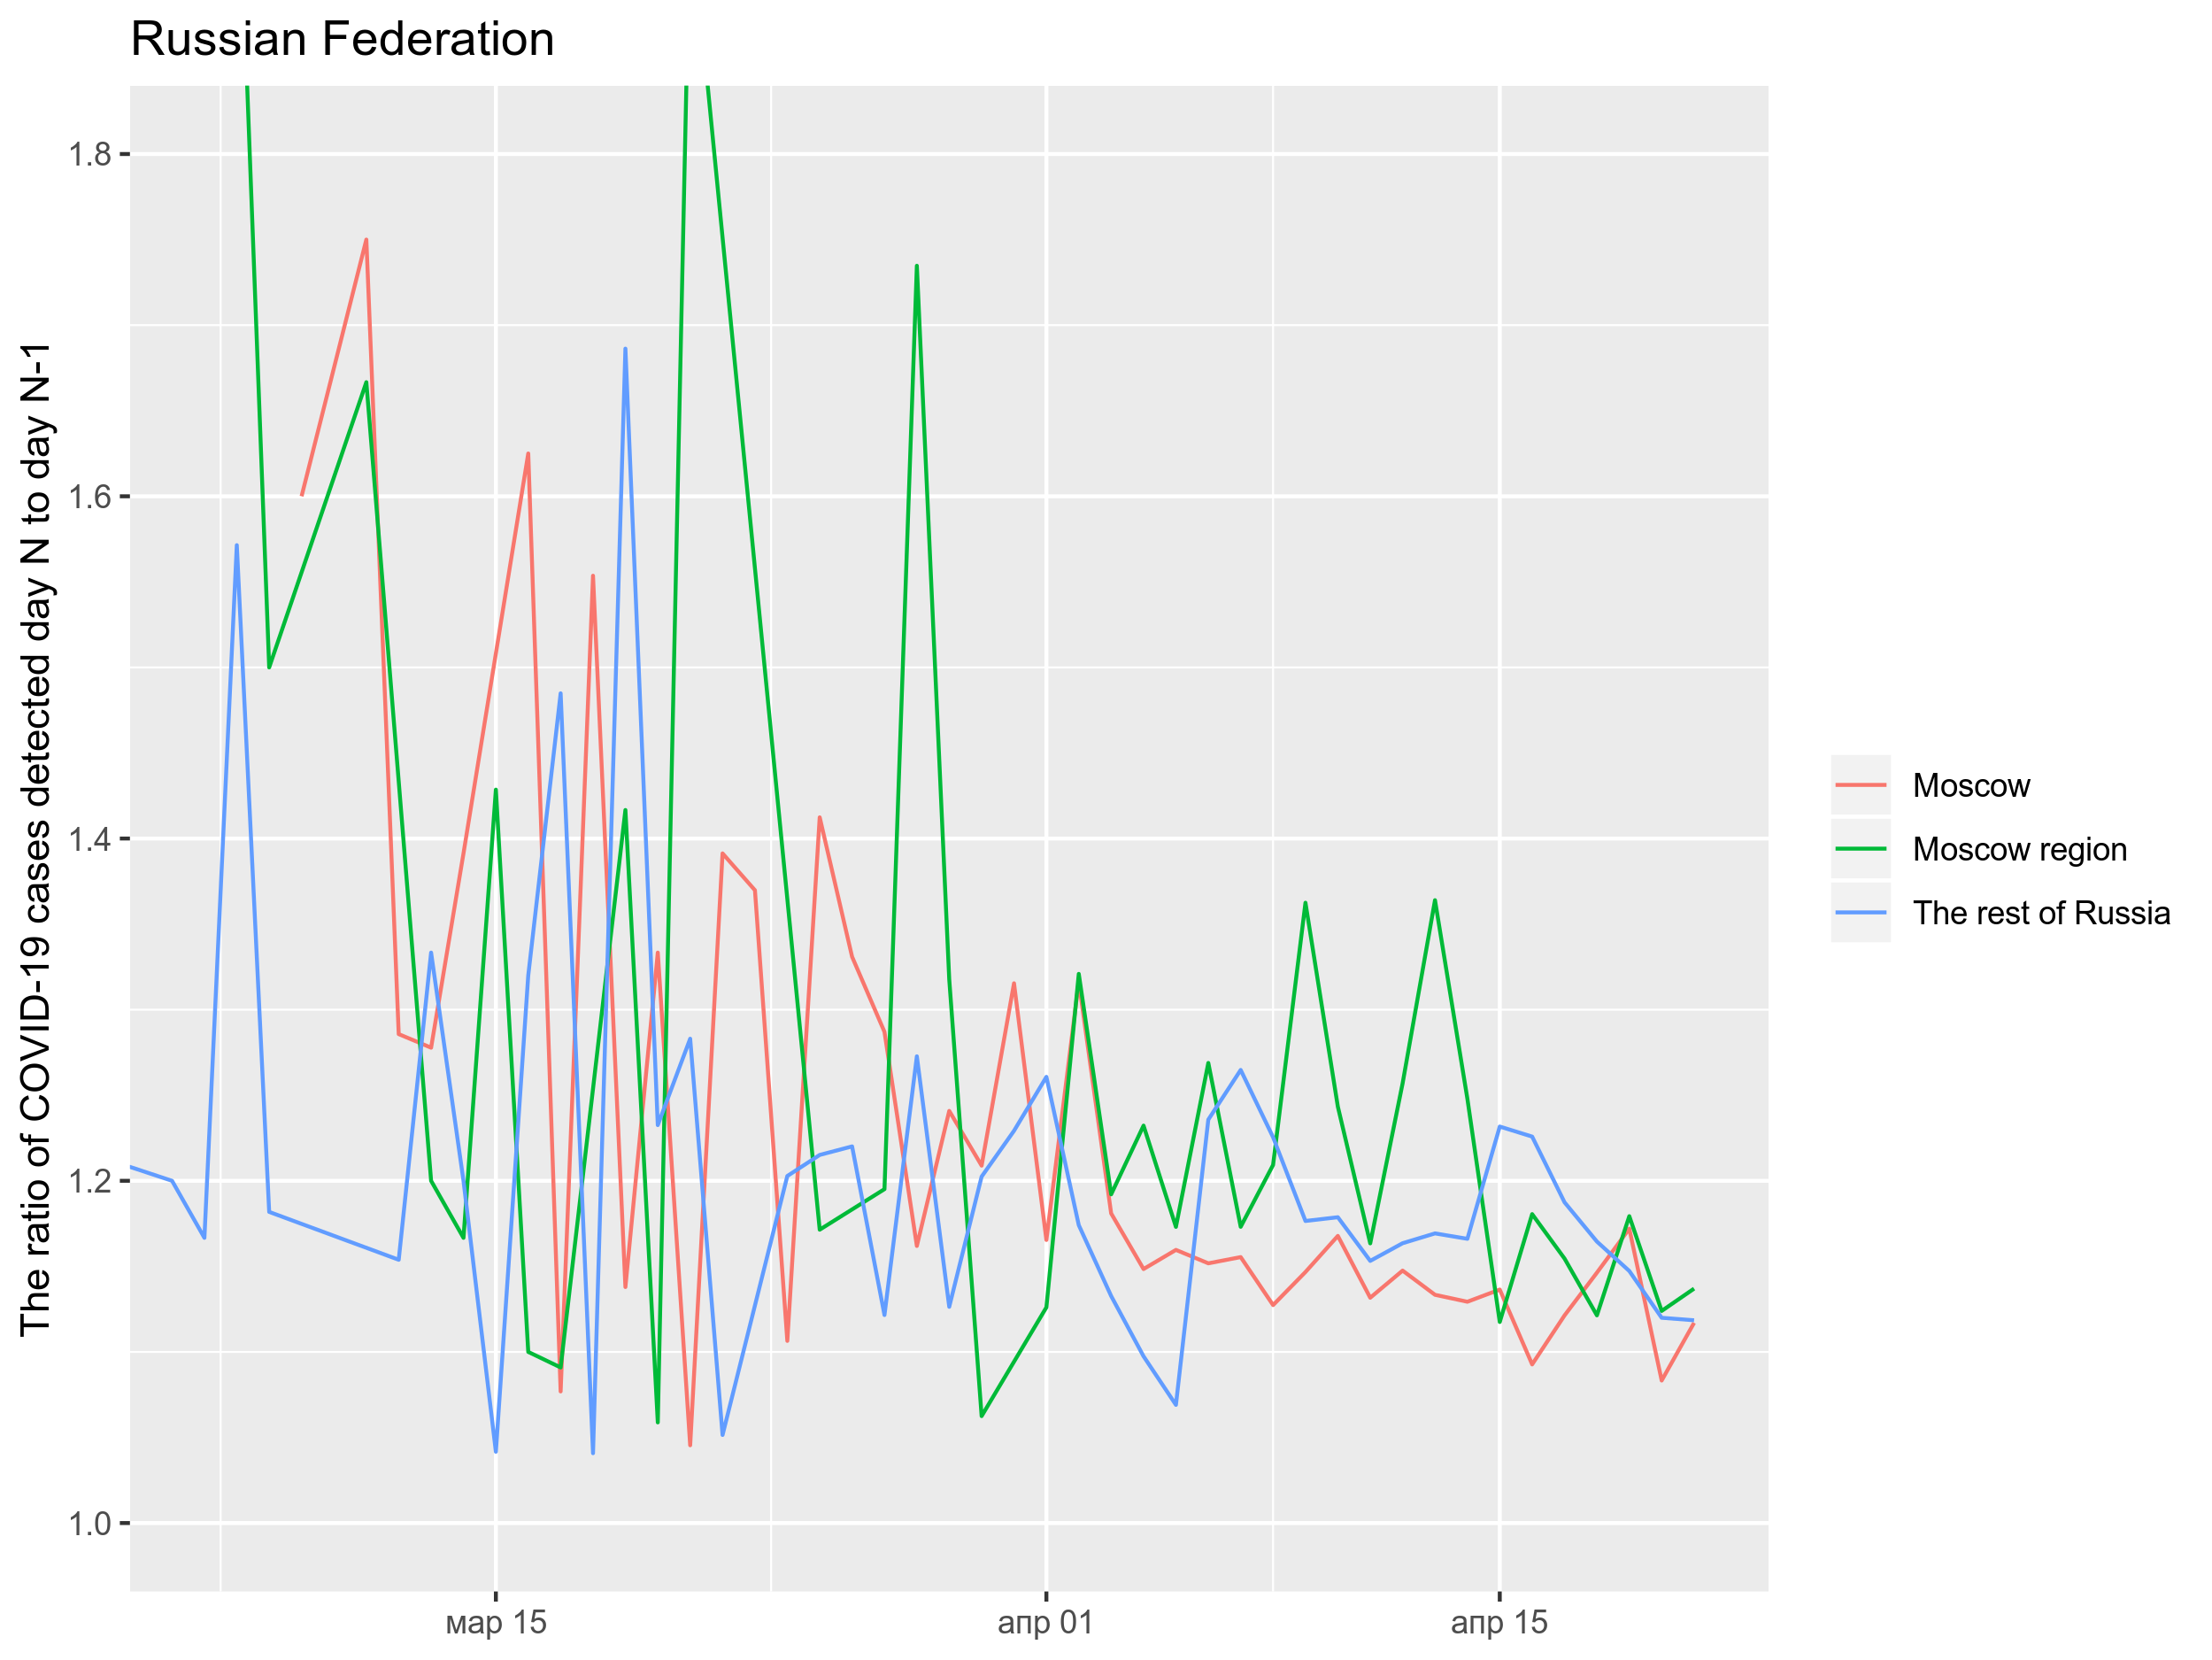 Russian Federation
The ratio of COVID-19 cases detected day N to day N-1
1.8
1.6
1.4
1.2
1.0
мар 15
апр 01
апр 15
Moscow
Moscow region
The rest of Russia